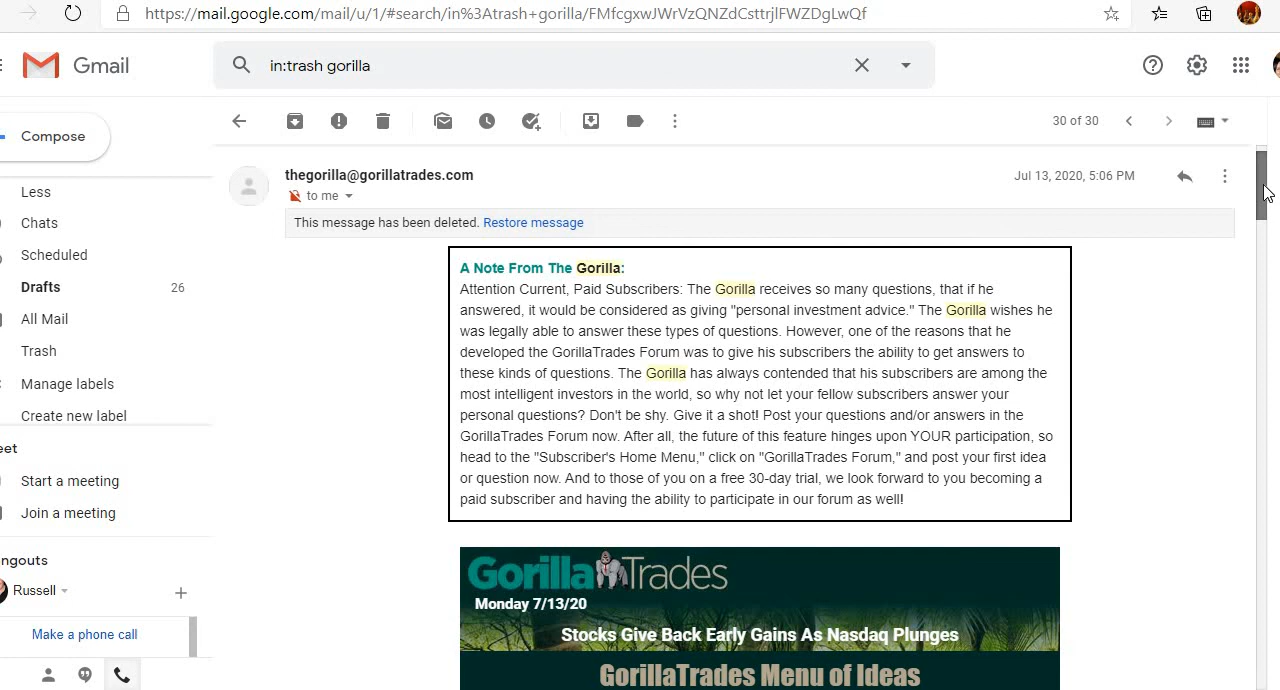 https://mail.google.com/mail/u/1/#search/in%3Atrash+gorilla/FMfcgxwJWrVzQNZdCsttrjlFWZDgLwQf
Gmail
in:trash gorilla
Compose
30 of 30
Less
Chats
Scheduled
Drafts 26
All Mail
Trash
Manage labels
Create new label
eet
Start a meeting
Join a meeting
ngouts
Russell
Make a phone call
thegorilla@gorillatrades.com
Jul 13, 2020, 5:06 PM
to me
This message has been deleted. Restore message
A Note From The Gorilla:
Attention Current, Paid Subscribers: The Gorilla receives so many questions, that if he
answered, it would be considered as giving "personal investment advice." The Gorilla wishes he
was legally able to answer these types of questions. However, one of the reasons that he
developed the GorillaTrades Forum was to give his subscribers the ability to get answers to
these kinds of questions. The Gorilla has always contended that his subscribers are among the
most intelligent investors in the world, so why not let your fellow subscribers answer your
personal questions? Don't be shy. Give it a shot! Post your questions and/or answers in the
GorillaTrades Forum now. After all, the future of this feature hinges upon YOUR participation, so
head to the "Subscriber's Home Menu," click on "GorillaTrades Forum," and post your first idea
or question now. And to those of you on a free 30-day trial, we look forward to you becoming a
paid subscriber and having the ability to participate in our forum as well!
GorillaTrades
Monday 7/13/20
Stocks Give Back Early Gains As Nasdaq Plunges
GorillaTrades Menu of Ideas